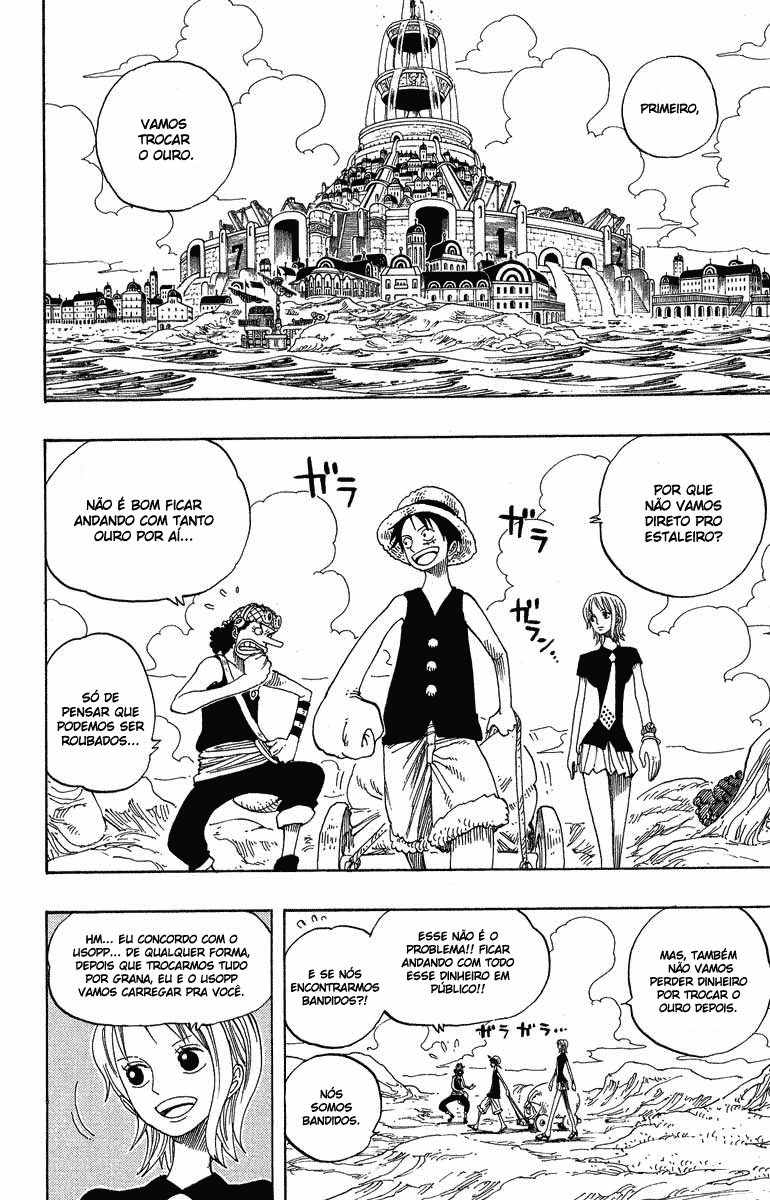 PRIMEIRO,
VAMOS
TROCAR
O OURO.
7
1
2
POR QUE
NÃO VAMOS
DIRETO PRO
ESTALEIRO?
ガラ
ガラ
ガラン...
NÃO É BOM FICAR
ANDANDO COM TANTO
OURO POR AÍ...
SÓ DE
PENSAR QUE
PODEMOS SER
ROUBADOS...
MAS, TAMBÉM
NÃO VAMOS
PERDER DINHEIRO
POR TROCAR O
OURO DEPOIS.
ESSE NÃO É O
PROBLEMA!! FICAR
ANDANDO COM TODO
ESSE DINHEIRO EM
PÚBLICO!!
E SE NÓS
ENCONTRARMOS
BANDIDOS?!
ガラ ガラ...
NÓS
SOMOS
BANDIDOS.
HM... EU CONCORDO COM O
USOPP... DE QUALQUER FORMA,
DEPOIS QUE TROCARMOS TUDO
POR GRANA, EU E O USOPP
VAMOS CARREGAR PRA VOCÊ.